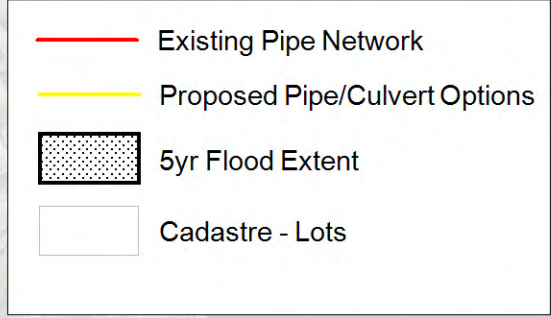 Existing Pipe Network
Proposed Pipe/Culvert Options
5yr Flood Extent
Cadastre - Lots